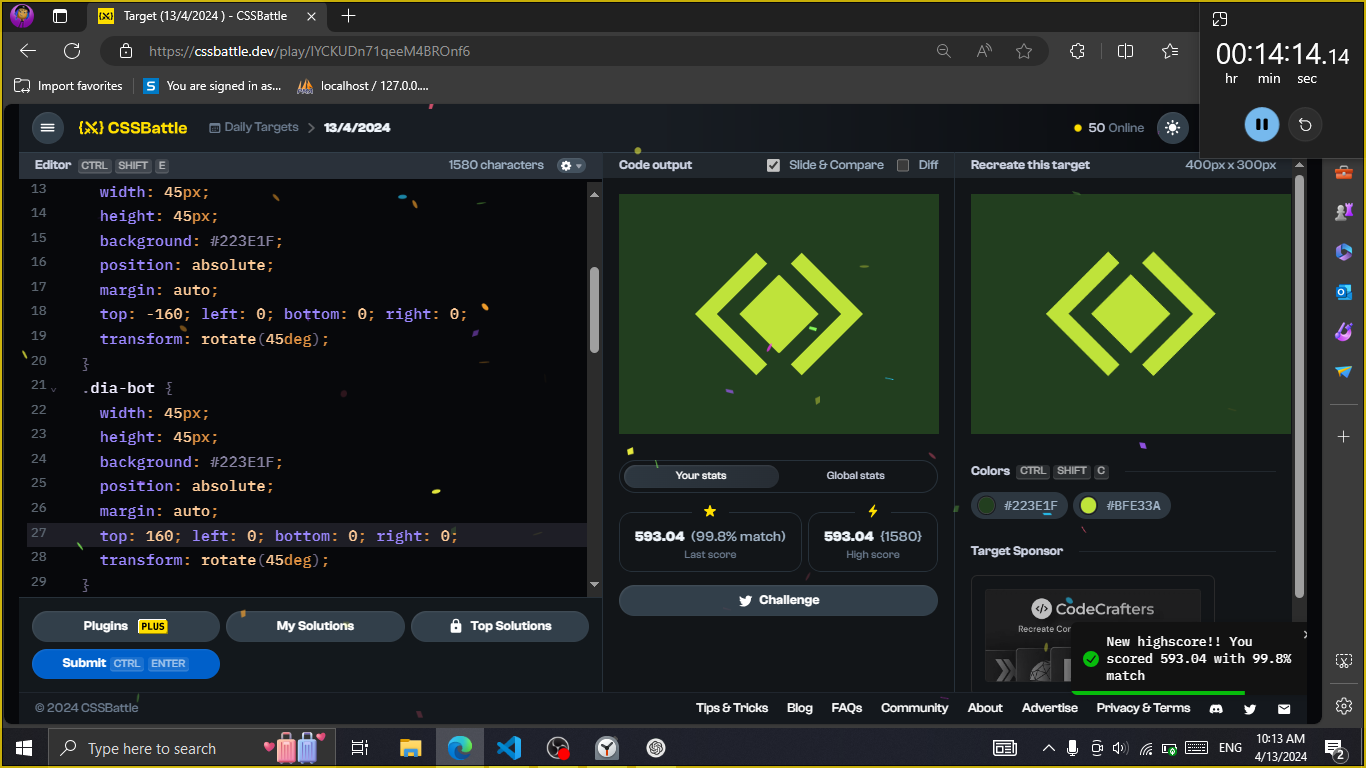 Target (13/4/2024 ) - CSSBattle
https://cssbattle.dev/play/IYCKUDn71qeeM4BROnf6
Import favorites
You are signed in as...
localhost / 127.0.0....
00:14:14.14
hr min sec
CSSBattle
Daily Targets
13/4/2024
50 Online
Editor CTRL SHIFT E
1580 characters
Code output
Slide & Compare
Diff
Recreate this target
400px x 300px
13 width: 45px;
14 height: 45px;
15 background: #223E1F;
16 position: absolute;
17 margin: auto;
18 top: -160; left: 0; bottom: 0; right: 0;
19 transform: rotate(45deg);
20 }
21 .dia-bot {
22 width: 45px;
23 height: 45px;
24 background: #223E1F;
25 position: absolute;
26 margin: auto;
27 top: 160; left: 0; bottom: 0; right: 0;
28 transform: rotate(45deg);
29 }
Your stats
Global stats
593.04 (99.8% match)
Last score
593.04 {1580}
High score
Challenge
Colors CTRL SHIFT C
#223E1F
#BFE33A
Target Sponsor
CodeCrafters
New highscore!! You
scored 593.04 with 99.8%
match
Plugins PLUS
My Solutions
Top Solutions
Submit CTRL ENTER
© 2024 CSSBattle
Tips & Tricks
Blog
FAQs
Community
About
Advertise
Privacy & Terms
Type here to search
ENG
10:13 AM
4/13/2024
2